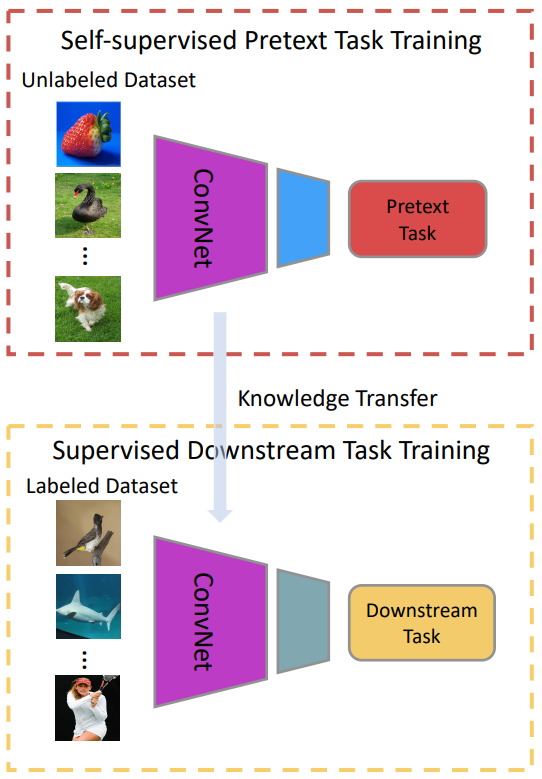 Self-supervised Pretext Task Training
Unlabeled Dataset
ConvNet
Pretext
Task
Knowledge Transfer
Supervised Downstream Task Training
Labeled Dataset
ConvNet
Downstream
Task